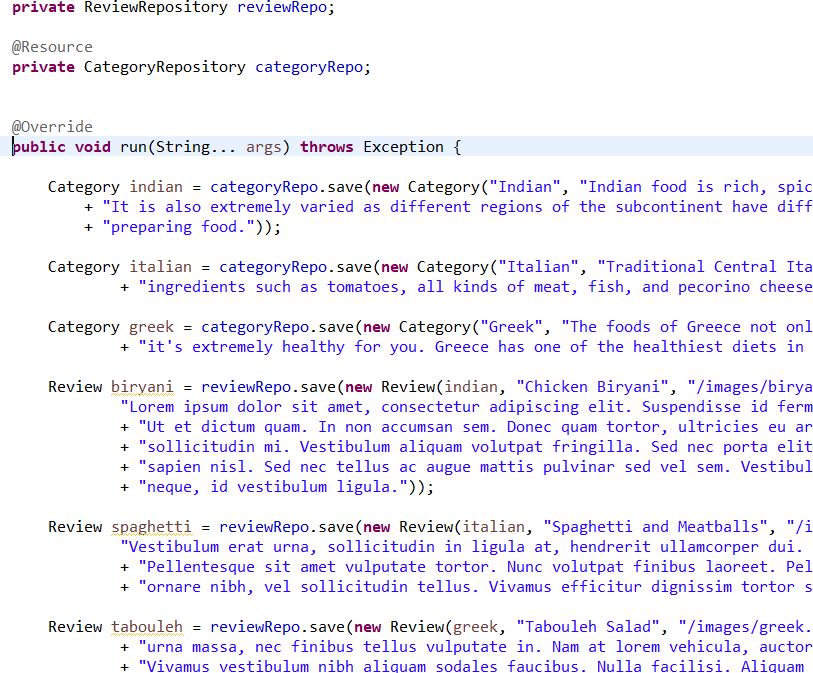 private ReviewRepository reviewRepo;
@Resource
private CategoryRepository categoryRepo;
@Override
public void run(String... args) throws Exception {
Category indian = categoryRepo.save(new Category("Indian", "Indian food is rich, spic
+ "It is also extremely varied as different regions of the subcontinent have diff
+ "preparing food."));
Category italian = categoryRepo.save(new Category("Italian", "Traditional Central Ita
+ "ingredients such as tomatoes, all kinds of meat, fish, and pecorino cheese
Category greek = categoryRepo.save(new Category("Greek", "The foods of Greece not onl
+ "it's extremely healthy for you. Greece has one of the healthiest diets in
Review biryani = reviewRepo.save(new Review(indian, "Chicken Biryani", "/images/birya
"Lorem ipsum dolor sit amet, consectetur adipiscing elit. Suspendisse id ferm
+ "Ut et dictum quam. In non accumsan sem. Donec quam tortor, ultricies eu ar
+ "sollicitudin mi. Vestibulum aliquam volutpat fringilla. Sed nec porta elit
+ "sapien nisl. Sed nec tellus ac augue mattis pulvinar sed vel sem. Vestibul
+ "neque, id vestibulum ligula."));
Review spaghetti = reviewRepo.save(new Review(italian, "Spaghetti and Meatballs", "/i
"Vestibulum erat urna, sollicitudin in ligula at, hendrerit ullamcorper dui.
+ "Pellentesque sit amet vulputate tortor. Nunc volutpat finibus laoreet. Pel
+ "ornare nibh, vel sollicitudin tellus. Vivamus efficitur dignissim tortor s
Review tabouleh = reviewRepo.save(new Review(greek, "Tabouleh Salad", "/images/greek.
+ "urna massa, nec finibus tellus vulputate in. Nam at lorem vehicula, auctor
+ "Vivamus vestibulum nibh aliquam sodales faucibus. Nulla facilisi. Aliquam